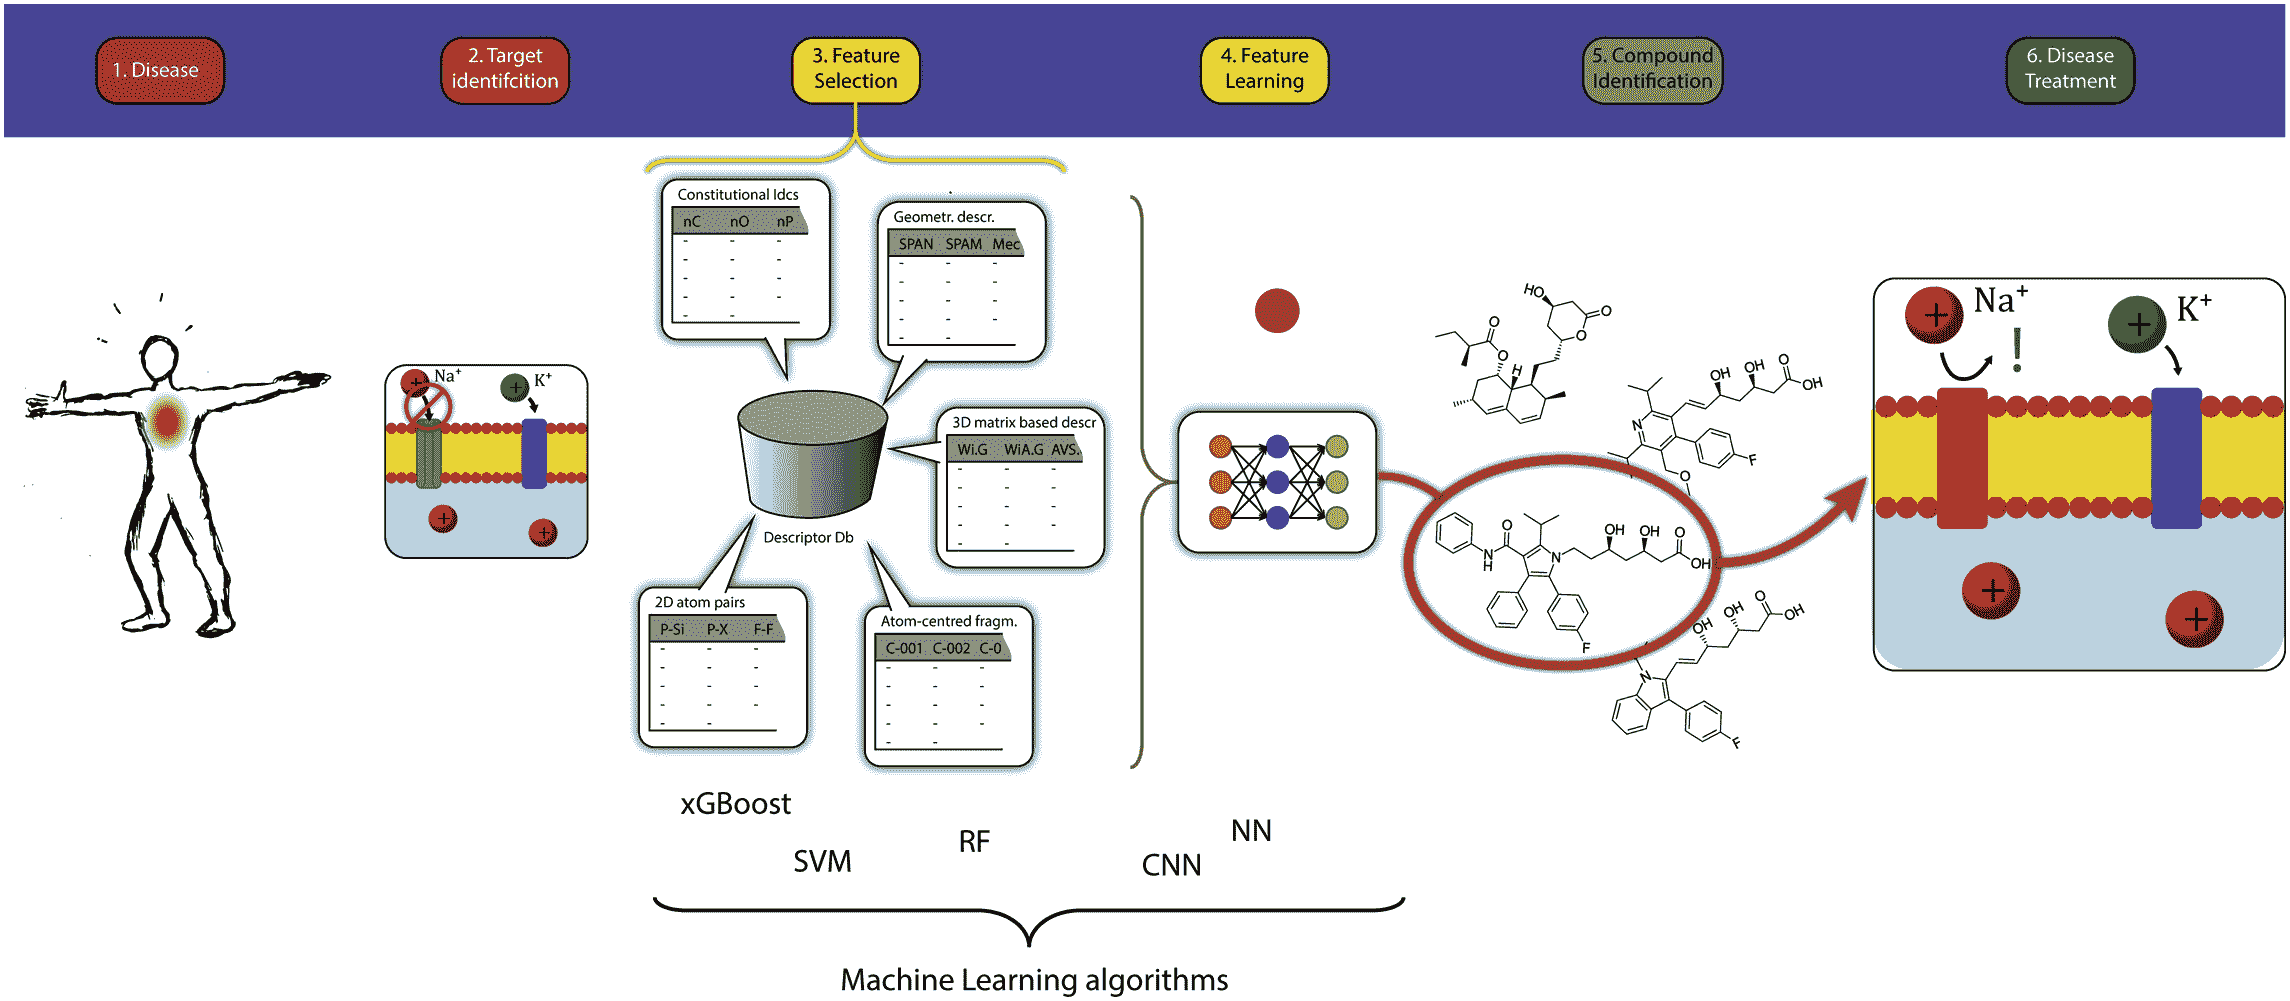 1. Disease
2. Target
identifcition
3. Feature
Selection
4. Feature
Learning
5. Compound
Identification
6. Disease
Treatment
Na+
K+
Constitutional Idcs
nC nO nP
Geometr. descr.
SPAN SPAM Mec
3D matrix based descr
Wi.G WiA.G AVS.
Descriptor Db
2D atom pairs
P-Si P-X F-F
Atom-centred fragm.
C-001 C-002 C-0
HO
O
O
O
O
H
OH OH O
OH
N
F
O
O
N
H
N
OH OH O
OH
F
OH OH O
OH
N
F
Na+
!
K+
xGBoost
SVM
RF
CNN
NN
Machine Learning algorithms